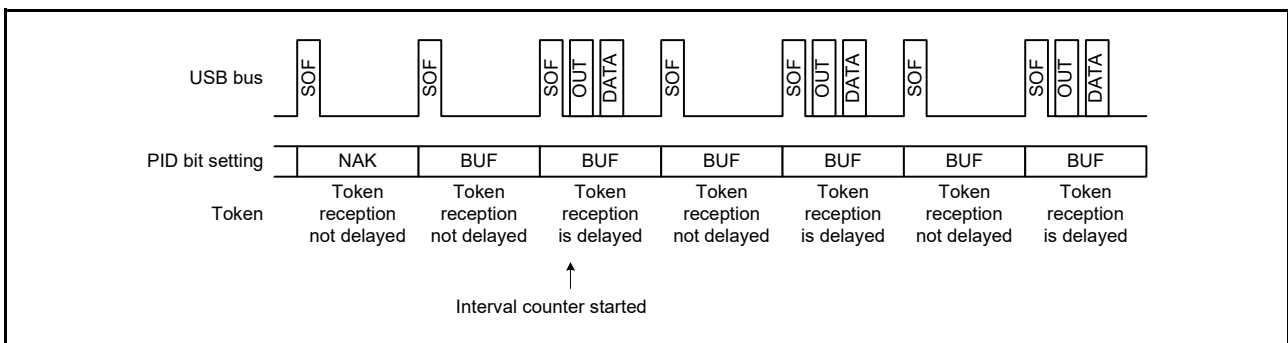 USB bus
SOF
SOF
SOF
OUT
DATA
SOF
SOF
OUT
DATA
SOF
SOF
OUT
DATA
PID bit setting
NAK
BUF
BUF
BUF
BUF
BUF
BUF
Token
Token
reception
not delayed
Token
reception
not delayed
Token
reception
is delayed
Token
reception
not delayed
Token
reception
is delayed
Token
reception
not delayed
Token
reception
is delayed
Interval counter started